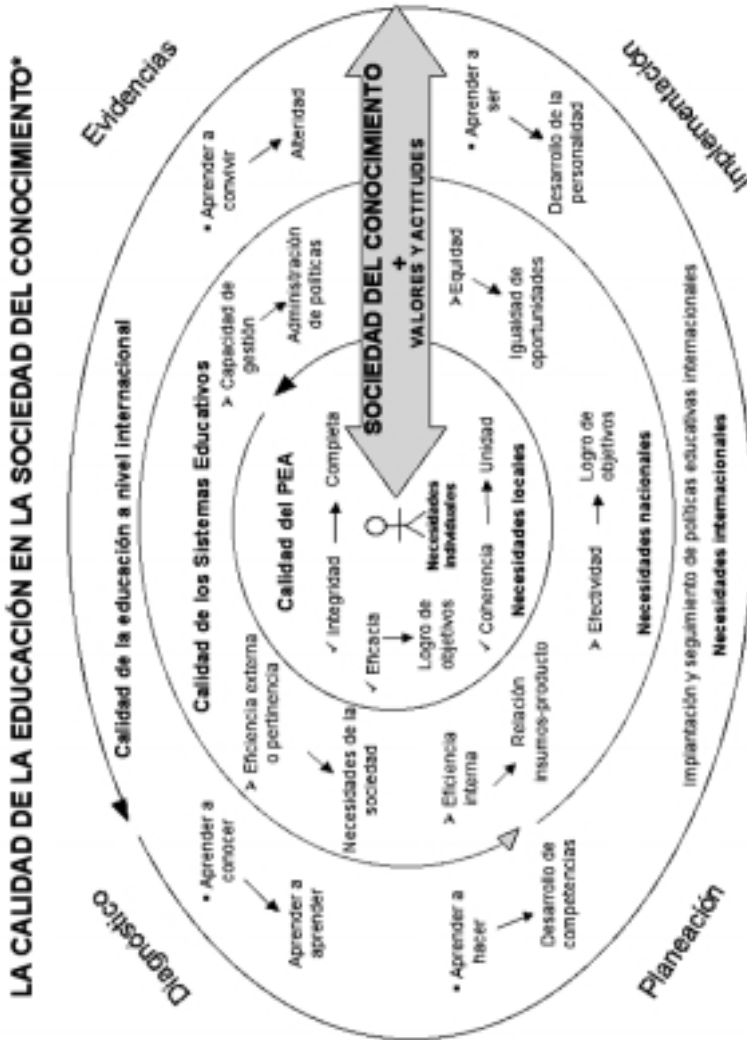 LA CALIDAD DE LA EDUCACIÓN EN LA SOCIEDAD DEL CONOCIMIENTO*
Diagnóstico
Evidencias
Calidad de la educación a nivel internacional
• Aprender a
conocer
Aprender a
aprender
• Aprender a
convivir
Alteridad
Calidad de los Sistemas Educativos
> Eficiencia externa
o pertinencia
Necesidades de la
sociedad
> Capacidad de
gestión
Administración
de políticas
Calidad del PEA
✓ Integridad
Completa
✓ Eficacia
Logro de
objetivos
Necesidades
individuales
✓ Coherencia
Unidad
Necesidades locales
SOCIEDAD DEL CONOCIMIENTO
+
VALORES Y ACTITUDES
> Eficiencia
interna
Relación
insumos-producto
> Equidad
Igualdad de
oportunidades
> Efectividad
Logro de
objetivos
Necesidades nacionales
• Aprender a
hacer
Desarrollo de
competencias
• Aprender a
ser
Desarrollo de la
personalidad
Implantación y seguimiento de políticas educativas internacionales
Necesidades internacionales
Planeación
Implementación